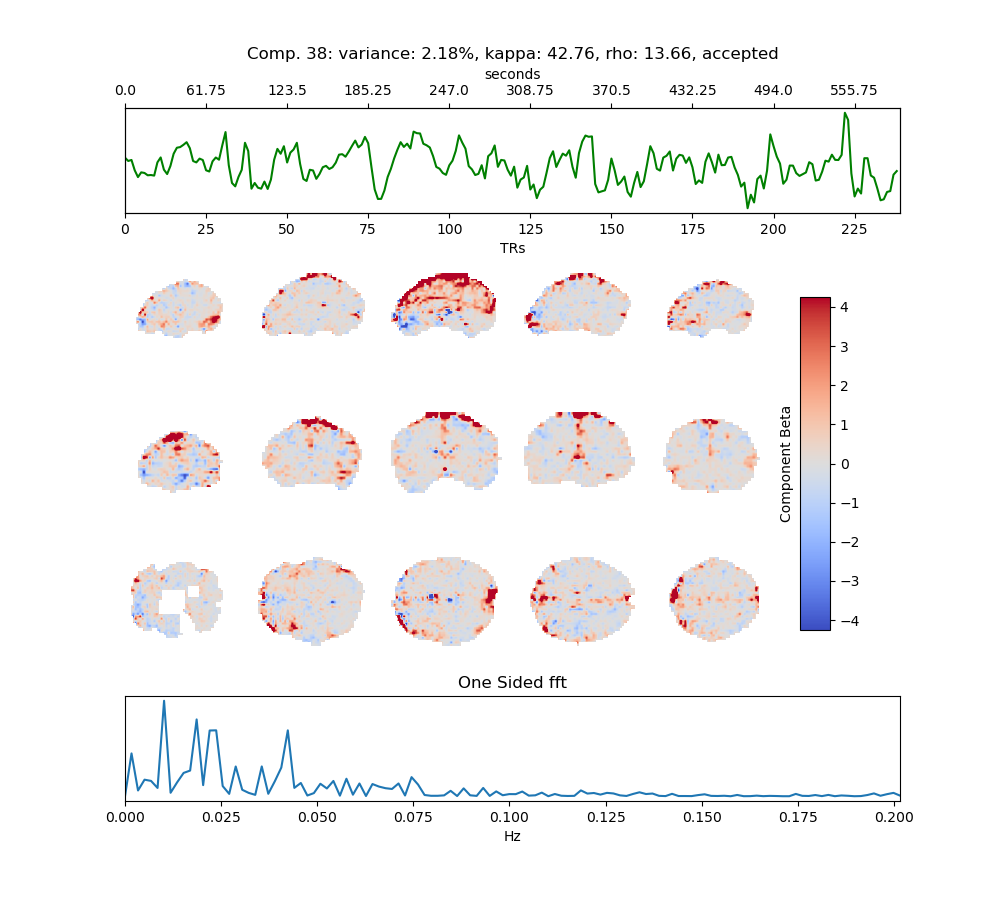 Comp. 38: variance: 2.18%, kappa: 42.76, rho: 13.66, accepted
seconds
0.0 61.75 123.5 185.25 247.0 308.75 370.5 432.25 494.0 555.75
0 25 50 75 100 125 150 175 200 225
TRs
4
3
2
1
0
−1
−2
−3
−4
Component Beta
One Sided fft
0.000 0.025 0.050 0.075 0.100 0.125 0.150 0.175 0.200
Hz